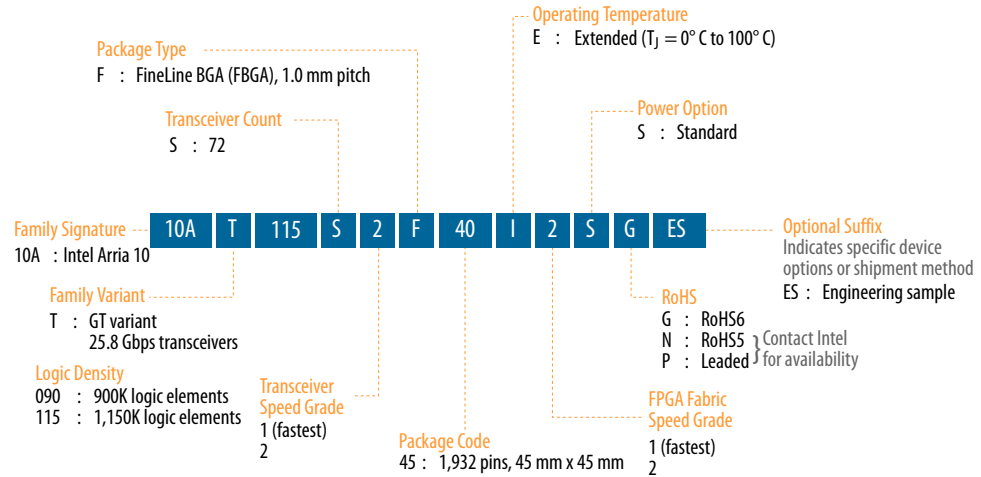 Operating Temperature
E : Extended (TJ = 0° C to 100° C)
Package Type
F : FineLine BGA (FBGA), 1.0 mm pitch
Transceiver Count
S : 72
Power Option
S : Standard
Family Signature
10A : Intel Arria 10
10A T 115 S 2 F 40 I 2 S G ES
Optional Suffix
Indicates specific device
options or shipment method
ES : Engineering sample
Family Variant
T : GT variant
25.8 Gbps transceivers
RoHS
G : RoHS6
N : RoHS5
P : Leaded
Contact Intel
for availability
Logic Density
090 : 900K logic elements
115 : 1,150K logic elements
Transceiver
Speed Grade
1 (fastest)
2
Package Code
45 : 1,932 pins, 45 mm x 45 mm
FPGA Fabric
Speed Grade
1 (fastest)
2